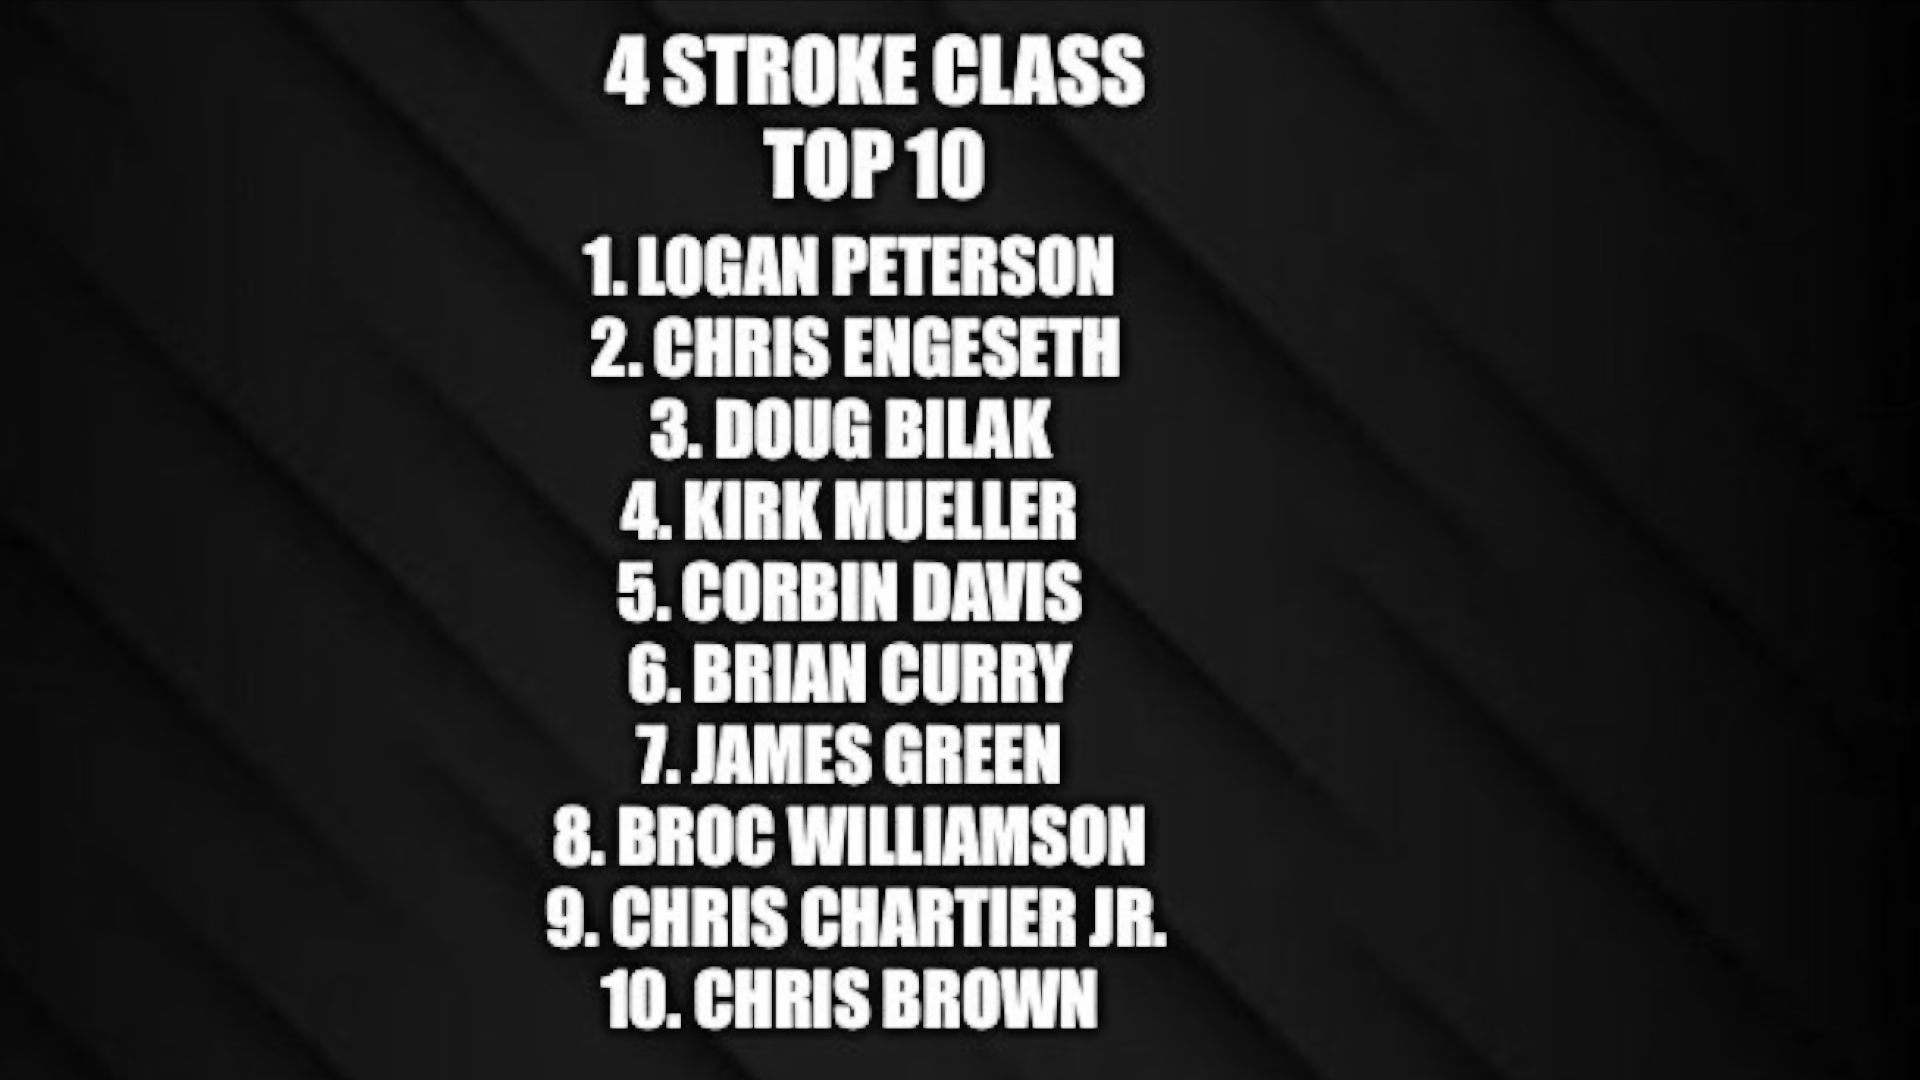 4 STROKE CLASS
TOP 10
1. LOGAN PETERSON
2. CHRIS ENGESETH
3. DOUG BILAK
4. KIRK MUELLER
5. CORBIN DAVIS
6. BRIAN CURRY
7. JAMES GREEN
8. BROC WILLIAMSON
9. CHRIS CHARTIER JR.
10. CHRIS BROWN